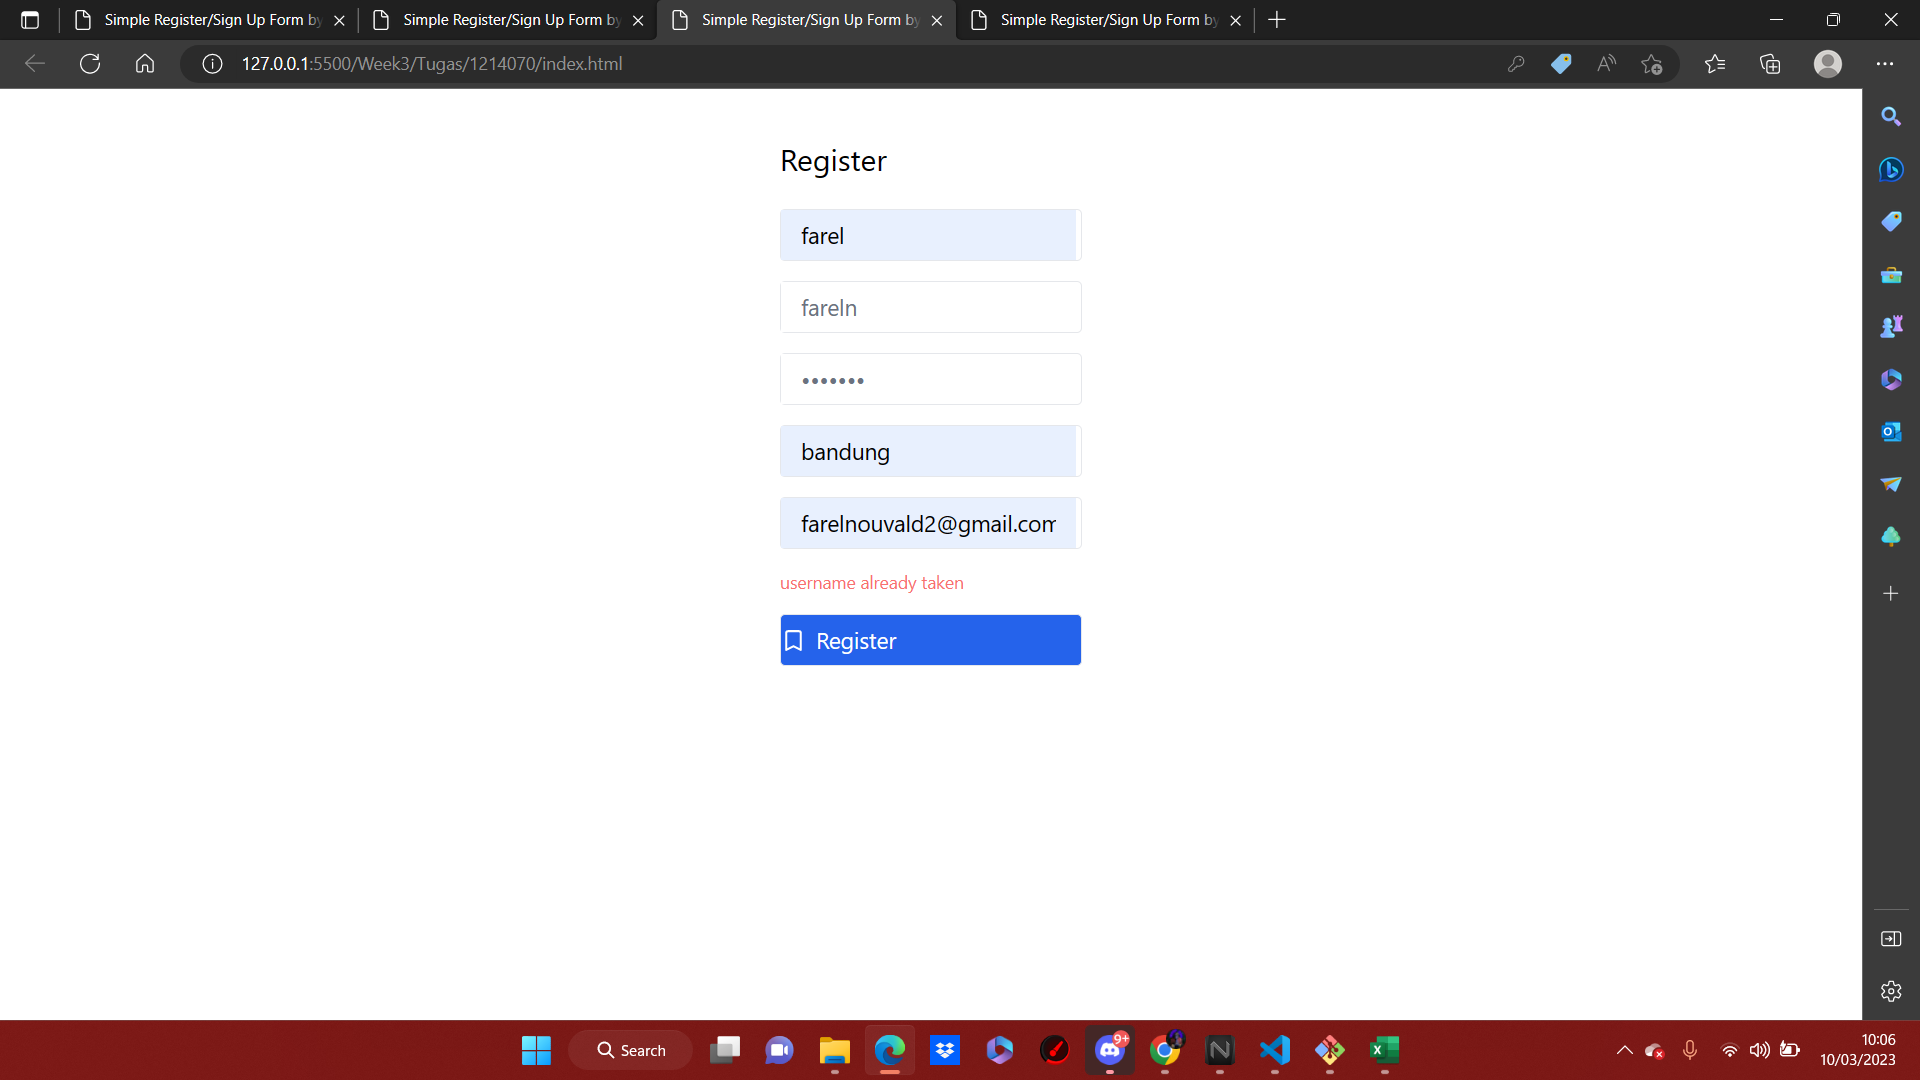 Simple Register/Sign Up Form by
Simple Register/Sign Up Form by
Simple Register/Sign Up Form by
Simple Register/Sign Up Form by
127.0.0.1:5500/Week3/Tugas/1214070/index.html
Register
farel
fareln
•••••••
bandung
farelnouvald2@gmail.com
username already taken
Register
Search
9+
10:06
10/03/2023